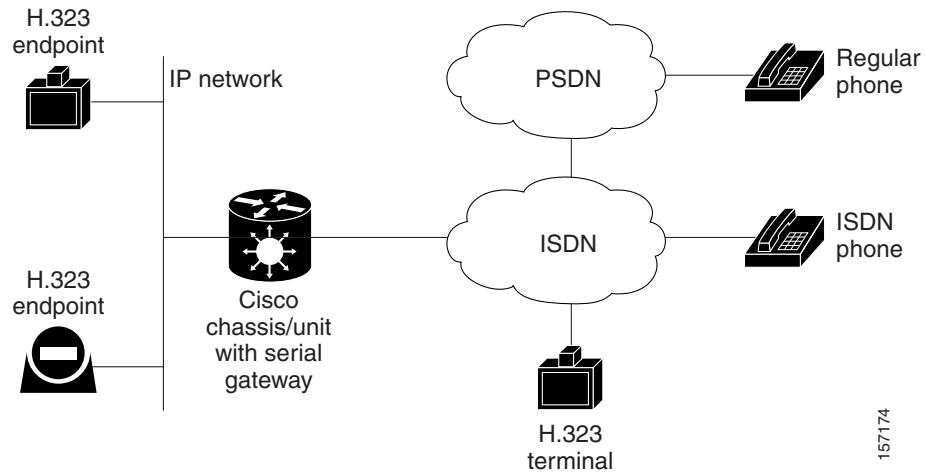 H.323
endpoint
IP network
PSDN
Regular
phone
ISDN
ISDN
phone
H.323
endpoint
Cisco
chassis/unit
with serial
gateway
H.323
terminal
157174